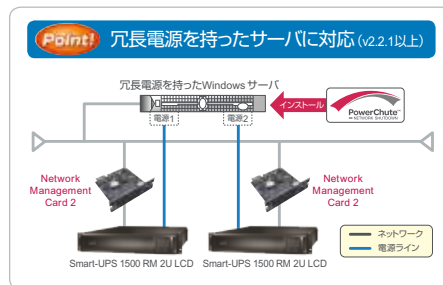 Point! 冗長電源を持ったサーバに対応(v2.2.1以上)
冗長電源を持ったWindows サーバ
電源1 電源2
インストール
PowerChute
NETWORK SHUTDOWN
Network
Management
Card 2
Network
Management
Card 2
ネットワーク
電源ライン
Smart-UPS 1500 RM 2U LCD Smart-UPS 1500 RM 2U LCD